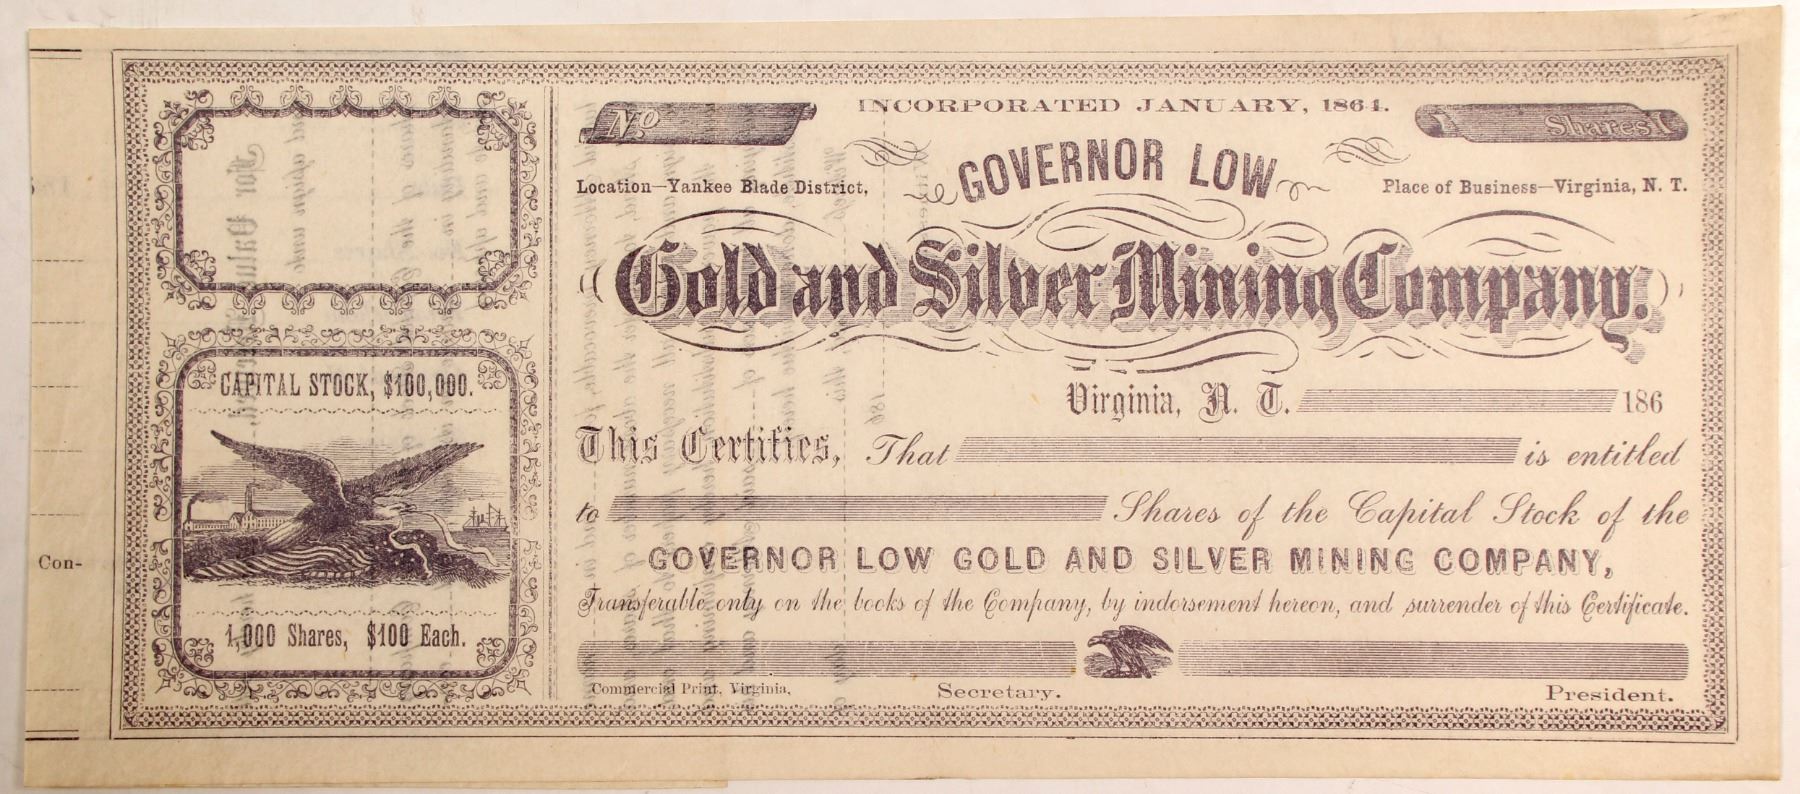 INCORPORATED JANUARY, 1864.
No
Shares
Location—Yankee Blade District,
GOVERNOR LOW
Place of Business—Virginia, N. T.
Gold and Silver Mining Company.
Virginia, N. T. 186
This Certifies, That is entitled
to Shares of the Capital Stock of the
GOVERNOR LOW GOLD AND SILVER MINING COMPANY,
Transferable only on the books of the Company, by indorsement hereon, and surrender of this Certificate.
Commercial Print, Virginia.
Secretary.
President.
CAPITAL STOCK, $100,000.
1,000 Shares, $100 Each.
Con-